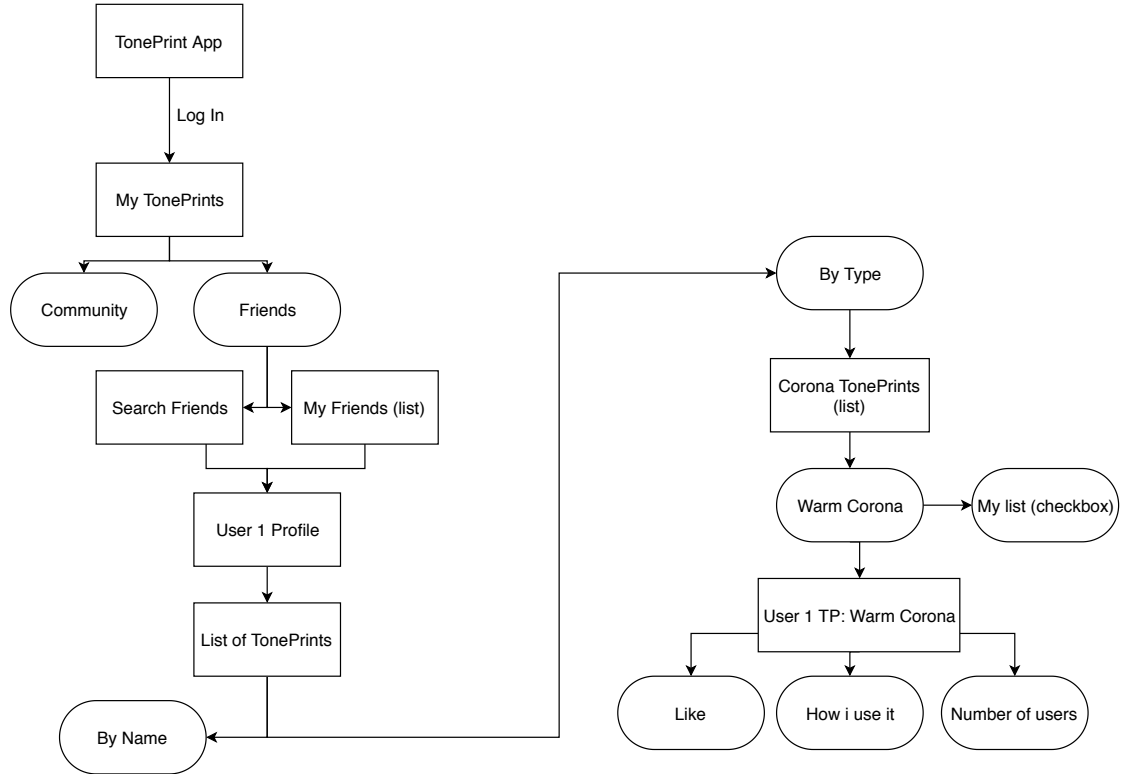 TonePrint App
Log In
My TonePrints
Community
Friends
Search Friends
My Friends (list)
User 1 Profile
List of TonePrints
By Name
By Type
Corona TonePrints
(list)
Warm Corona
My list (checkbox)
User 1 TP: Warm Corona
Like
How i use it
Number of users